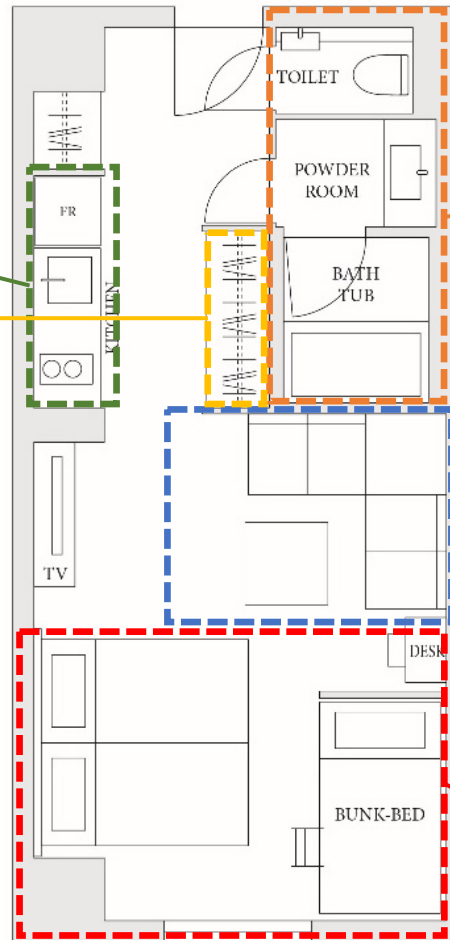 TOILET
POWDER
ROOM
FR
BATH
TUB
KITCHEN
TV
DESK
BUNK-BED